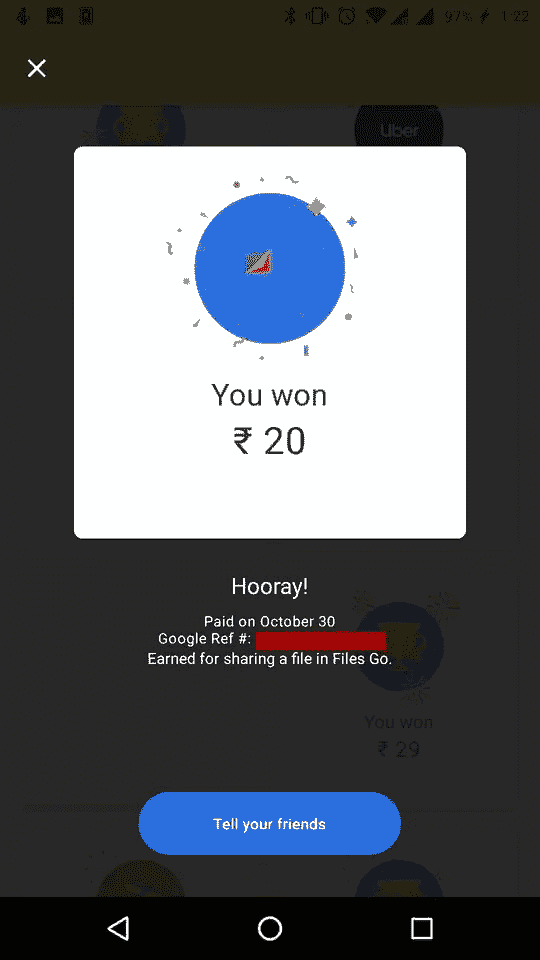 97% 1:22
Uber
You won
₹ 20
Hooray!
Paid on October 30
Google Ref #:
Earned for sharing a file in Files Go.
You won
₹ 29
Tell your friends